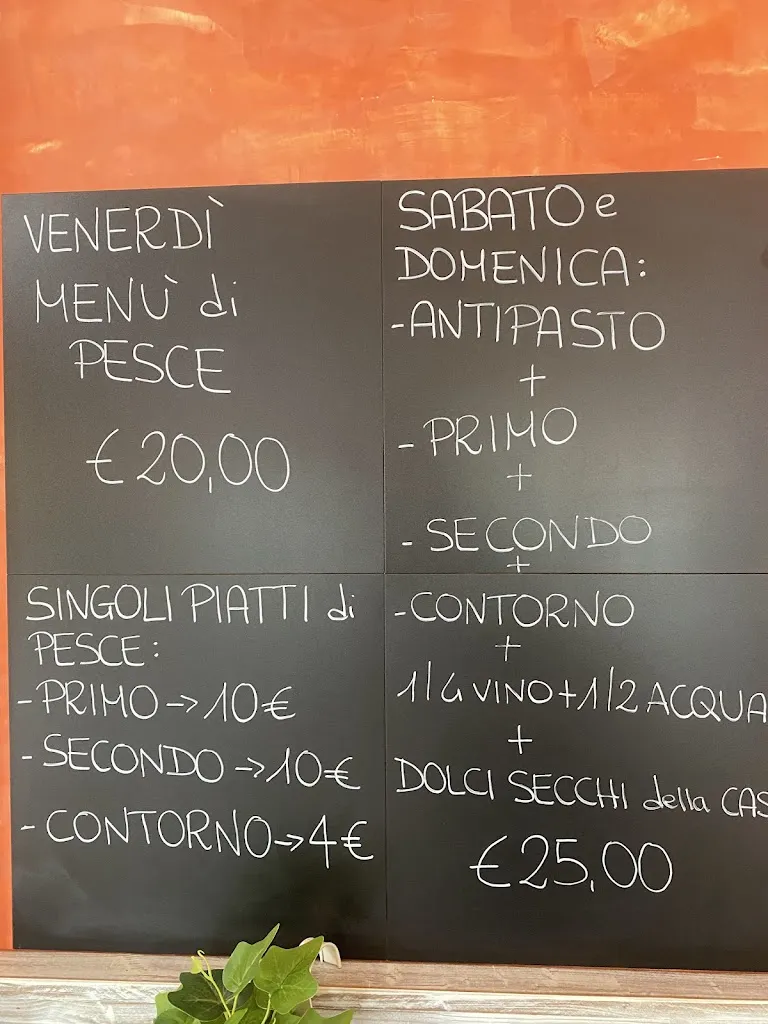 VENERDÌ
MENÙ di
PESCE
€ 20,00
SINGOLI PIATTI di
PESCE:
- PRIMO -> 10€
- SECONDO -> 10€
- CONTORNO -> 4€
SABATO e
DOMENICA:
- ANTIPASTO
+
- PRIMO
+
- SECONDO
+
- CONTORNO
+
1/4 VINO + 1/2 ACQUA
+
DOLCI SECCHI della
€ 25,00